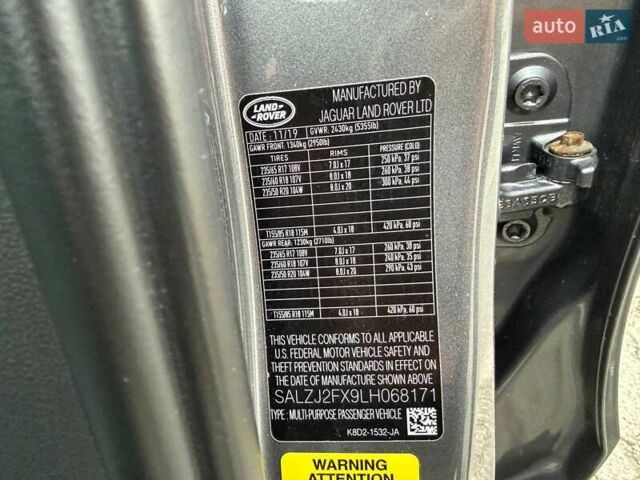 auto RIA .com
LAND ROVER
MANUFACTURED BY
JAGUAR LAND ROVER LTD
DATE: 11/19 GVWR: 2430kg (5355lb)
GAWR FRONT: 1340kg (2950lb)
TIRES RIMS PRESSURE (COLD)
235/65 R17 108V 7.0J x 17 250 kPa, 37 psi
235/60 R18 107V 8.0J x 18 260 kPa, 38 psi
235/50 R20 104W 8.0J x 20 300 kPa, 44 psi
T155/85 R18 115M 4.0J x 18 420 kPa, 60 psi
GAWR REAR: 1230kg (2710lb)
235/65 R17 108V 7.0J x 17 260 kPa, 38 psi
235/60 R18 107V 8.0J x 18 240 kPa, 35 psi
235/50 R20 104W 8.0J x 20 290 kPa, 43 psi
T155/85 R18 115M 4.0J x 18 420 kPa, 60 psi
THIS VEHICLE CONFORMS TO ALL APPLICABLE
U.S. FEDERAL MOTOR VEHICLE SAFETY AND
THEFT PREVENTION STANDARDS IN EFFECT
ON THE DATE OF MANUFACTURE SHOWN ABOVE.
SALZJ2FX9LH068171
TYPE: MULTI-PURPOSE PASSENGER VEHICLE
K8D2-1532-JA
WARNING
ATTENTION